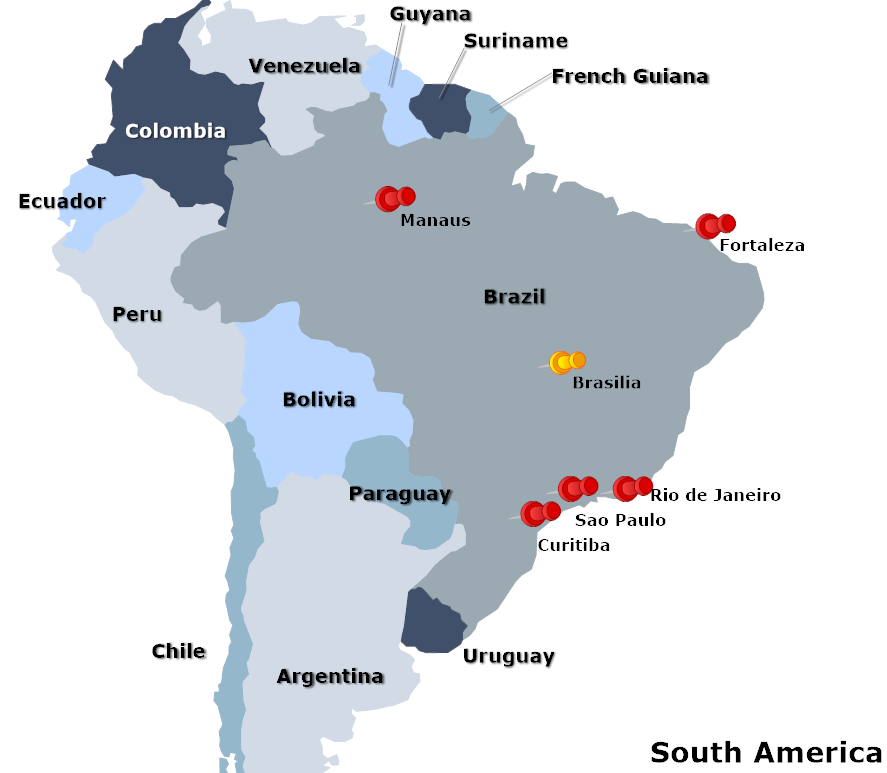 Guyana
Suriname
Venezuela
French Guiana
Colombia
Ecuador
Manaus
Fortaleza
Brazil
Peru
Brasilia
Bolivia
Paraguay
Rio de Janeiro
Sao Paulo
Curitiba
Chile
Uruguay
Argentina
South America